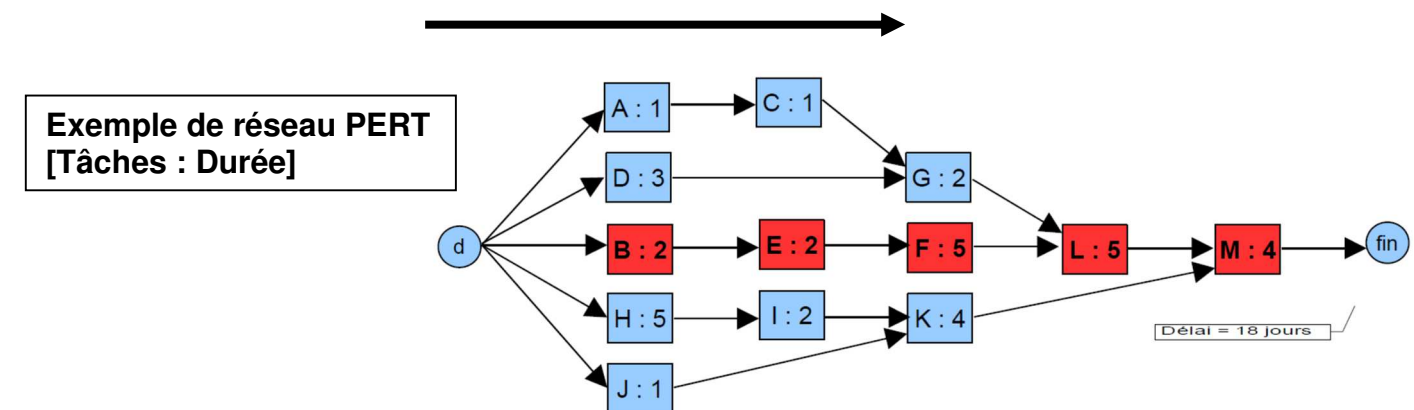 Exemple de réseau PERT
[Tâches : Durée]
A : 1
C : 1
D : 3
G : 2
d
B : 2
E : 2
F : 5
L : 5
M : 4
fin
H : 5
I : 2
K : 4
Délai = 18 jours
J : 1